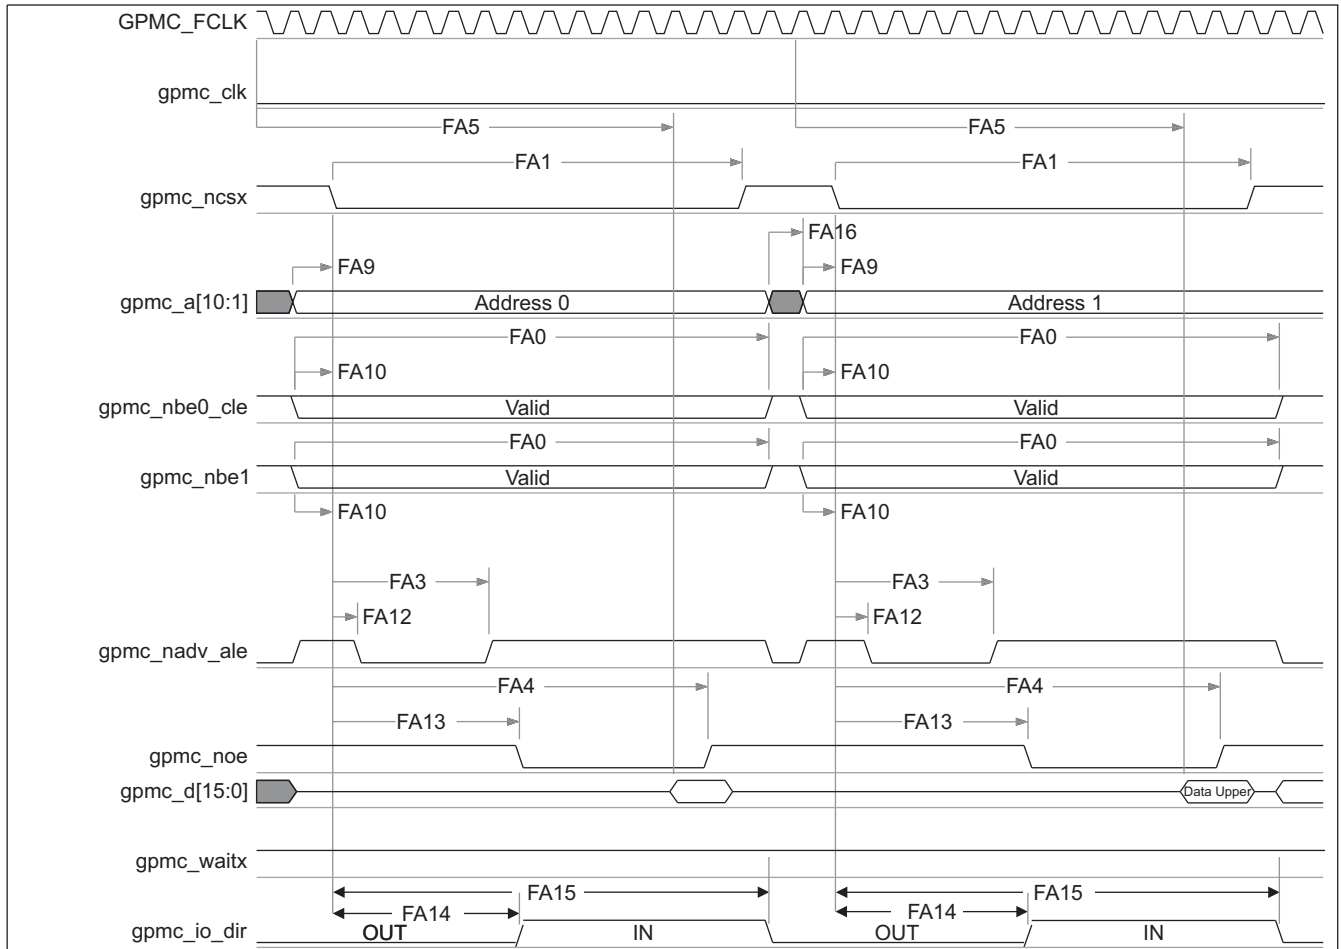 GPMC_FCLK
gpmc_clk
FA5 FA5
FA1 FA1
gpmc_ncsx
FA16
FA9 FA9
gpmc_a[10:1] Address 0 Address 1
FA0 FA0
FA10 FA10
gpmc_nbe0_cle Valid Valid
FA0 FA0
gpmc_nbe1 Valid Valid
FA10 FA10
FA3 FA3
FA12 FA12
gpmc_nadv_ale
FA4 FA4
FA13 FA13
gpmc_noe
gpmc_d[15:0] Data Upper
gpmc_waitx
FA15 FA15
FA14 FA14
gpmc_io_dir OUT IN OUT IN